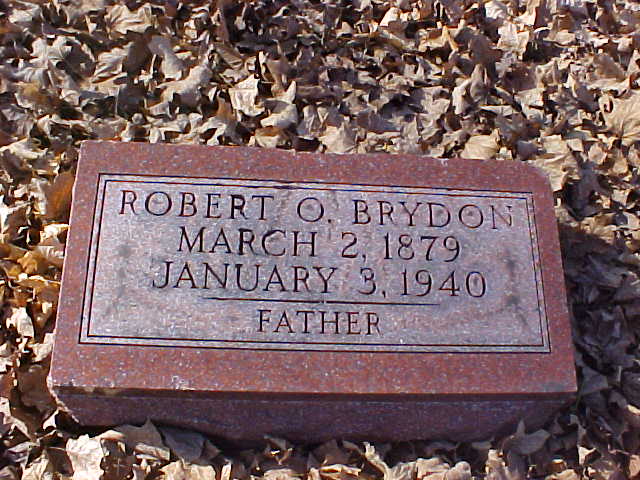 ROBERT O. BRYDON
MARCH 2, 1879
JANUARY 3, 1940
FATHER